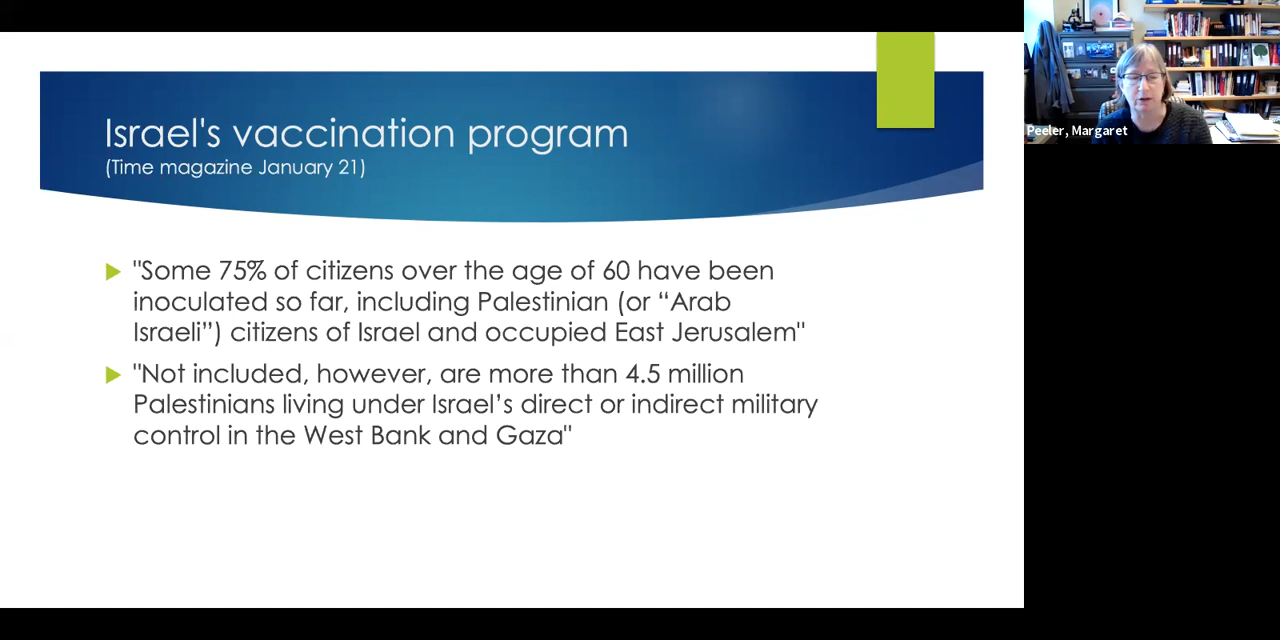 Israel's vaccination program
(Time magazine January 21)
"Some 75% of citizens over the age of 60 have been
inoculated so far, including Palestinian (or “Arab
Israeli”) citizens of Israel and occupied East Jerusalem"
"Not included, however, are more than 4.5 million
Palestinians living under Israel’s direct or indirect military
control in the West Bank and Gaza"
Peeler, Margaret